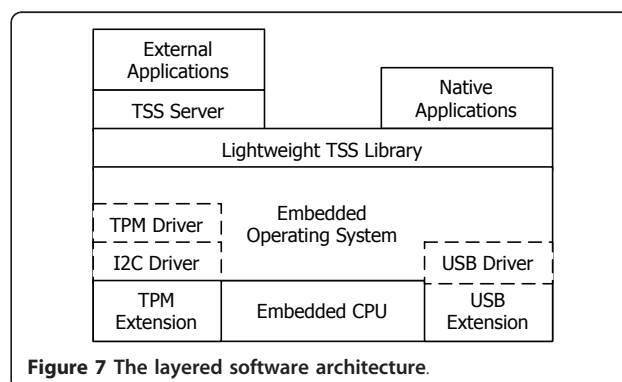 External
Applications
TSS Server
Native
Applications
Lightweight TSS Library
Embedded
Operating System
TPM Driver
I2C Driver
USB Driver
TPM
Extension
Embedded CPU
USB
Extension
Figure 7 The layered software architecture.